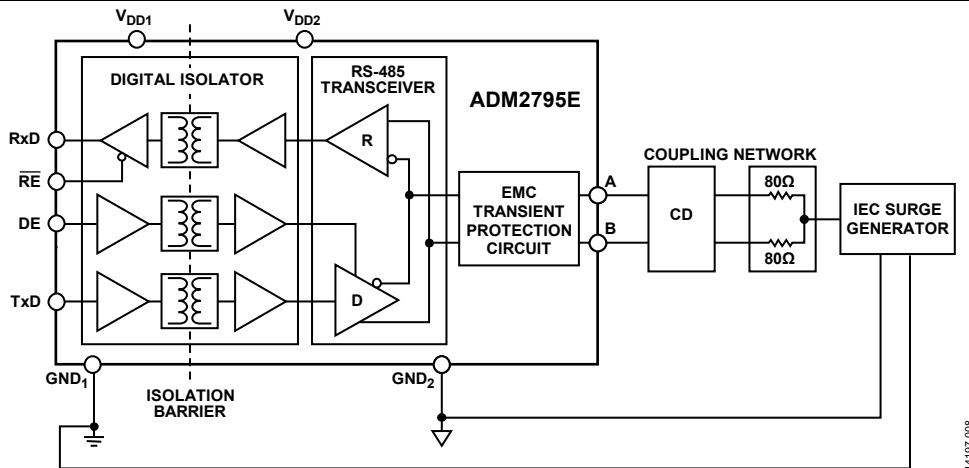 VDD1
VDD2
DIGITAL ISOLATOR
RS-485
TRANSCEIVER
ADM2795E
RxD
R
RE
DE
TxD
D
EMC
TRANSIENT
PROTECTION
CIRCUIT
A
B
COUPLING NETWORK
CD
80Ω
80Ω
IEC SURGE
GENERATOR
GND1
ISOLATION
BARRIER
GND2